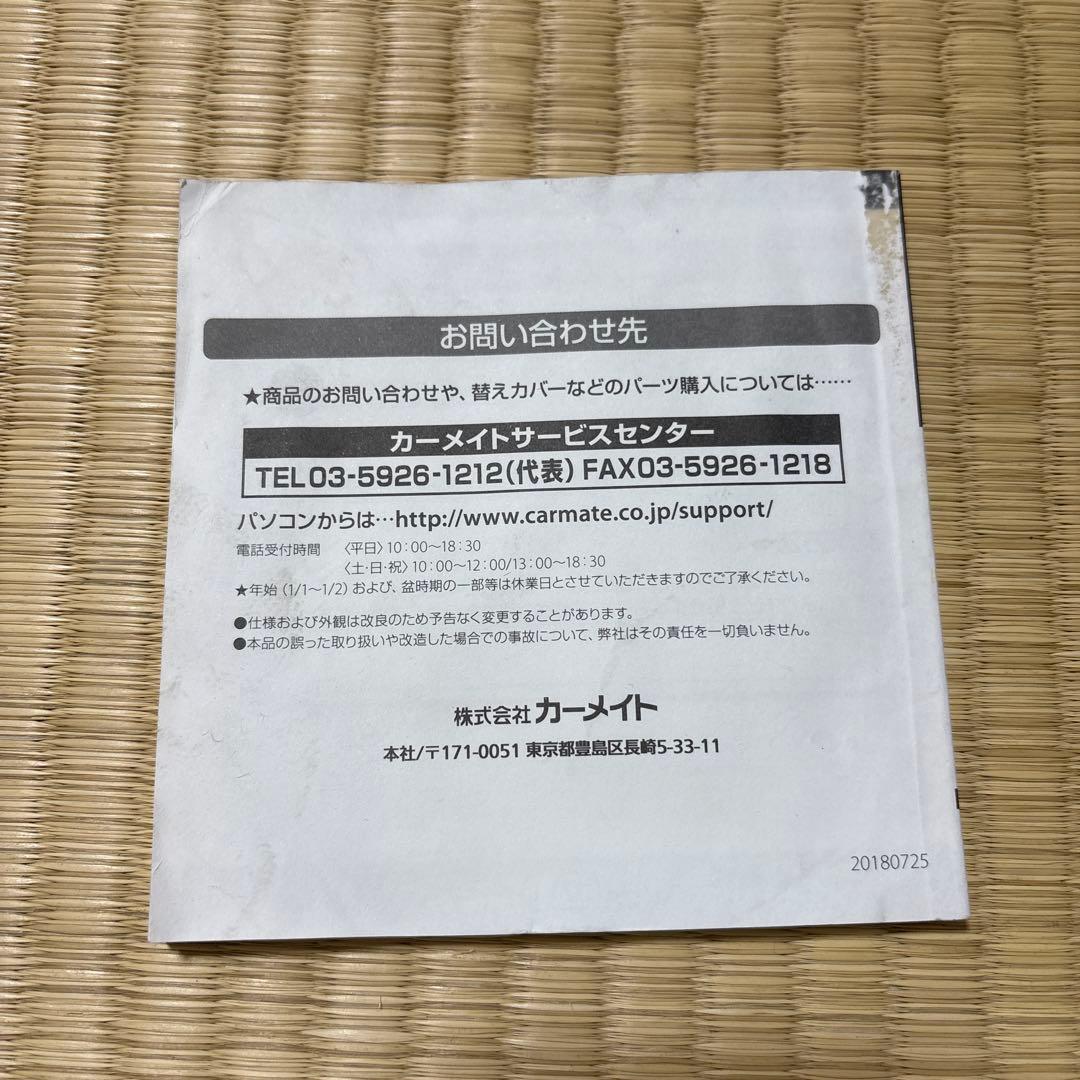 お問い合わせ先
★商品のお問い合わせや、替えカバーなどのパーツ購入については……
カーメイトサービスセンター
TEL03-5926-1212(代表) FAX03-5926-1218
パソコンからは…http://www.carmate.co.jp/support/
電話受付時間 〈平日〉10:00〜18:30
〈土・日・祝〉10:00〜12:00/13:00〜18:30
★年始（1/1〜1/2）および、盆時期の一部等は休業日とさせていただきますのでご了承ください。
●仕様および外観は改良のため予告なく変更することがあります。
●本品の誤った取り扱いや改造した場合での事故について、弊社はその責任を一切負いません。
株式会社 カーメイト
本社/〒171-0051 東京都豊島区長崎5-33-11
20180725